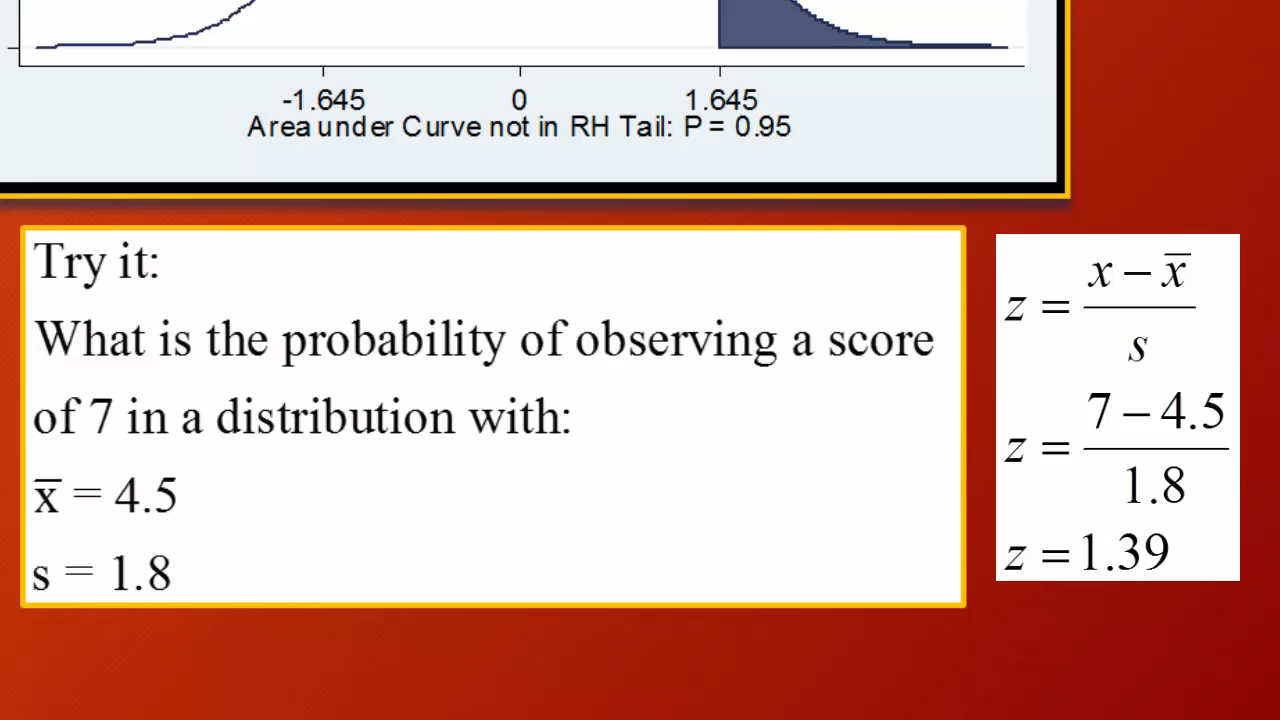 -1.645 0 1.645
Area under Curve not in RH Tail: P = 0.95
Try it:
What is the probability of observing a score
of 7 in a distribution with:
x̅ = 4.5
s = 1.8
z = (x − x̅) / s
z = (7 − 4.5) / 1.8
z = 1.39